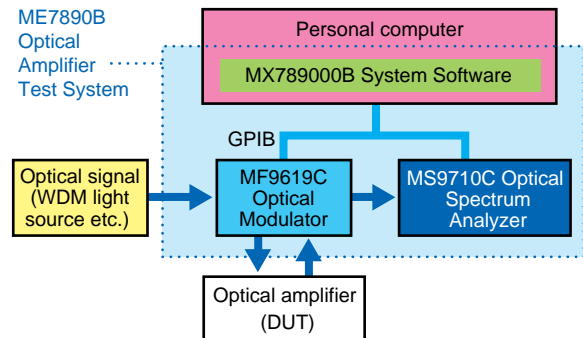 ME7890B
Optical
Amplifier
Test System
Personal computer
MX789000B System Software
GPIB
Optical signal
(WDM light
source etc.)
MF9619C
Optical
Modulator
MS9710C Optical
Spectrum
Analyzer
Optical amplifier
(DUT)